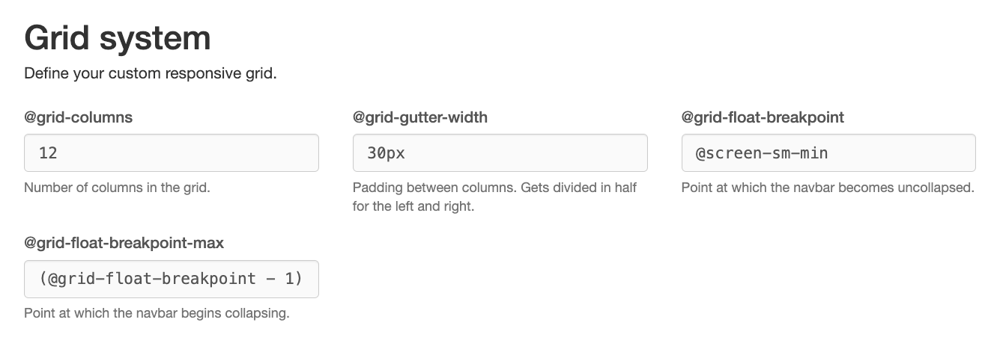 Grid system
Define your custom responsive grid.
@grid-columns
12
Number of columns in the grid.
@grid-gutter-width
30px
Padding between columns. Gets divided in half
for the left and right.
@grid-float-breakpoint
@screen-sm-min
Point at which the navbar becomes uncollapsed.
@grid-float-breakpoint-max
(@grid-float-breakpoint - 1)
Point at which the navbar begins collapsing.